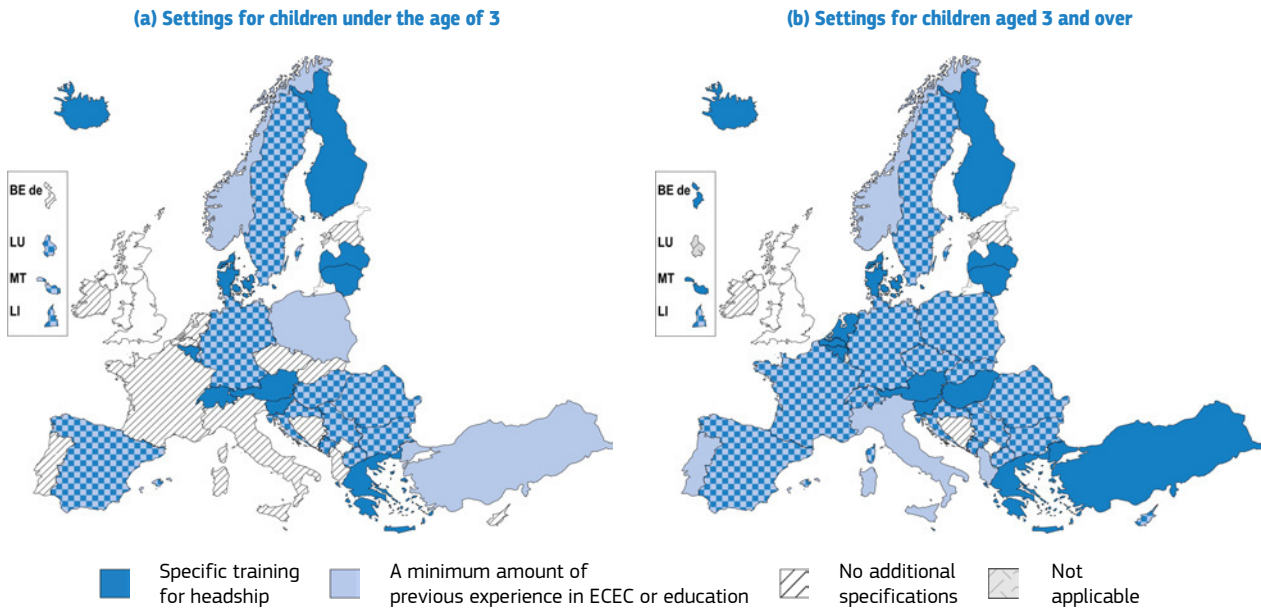 (a) Settings for children under the age of 3
(b) Settings for children aged 3 and over
BE de
LU
MT
LI
BE de
LU
MT
LI
Specific training
for headship
A minimum amount of
previous experience in ECEC or education
No additional
specifications
Not
applicable